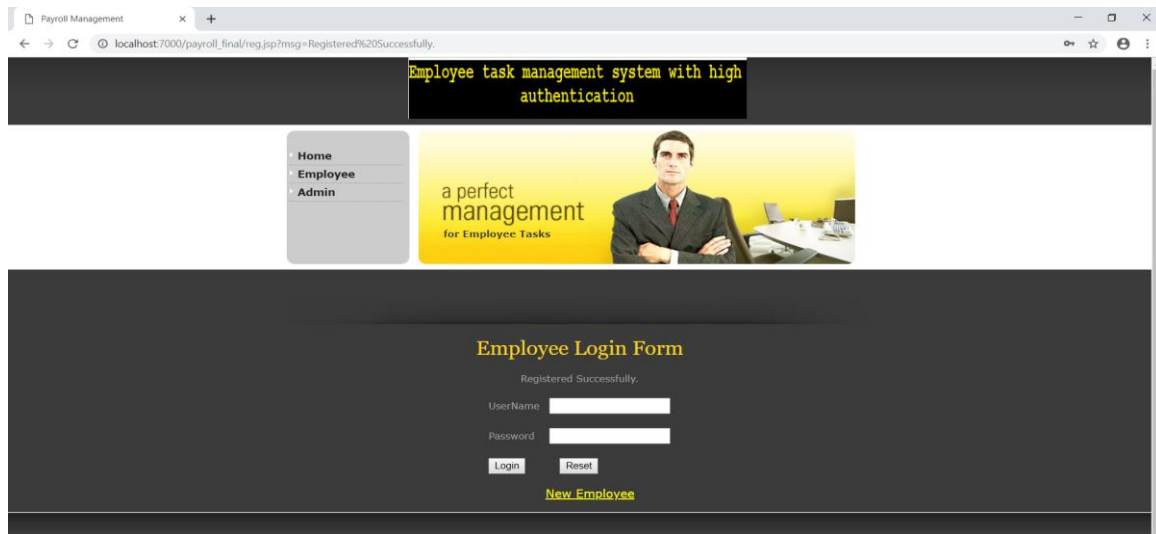 Payroll Management
localhost:7000/payroll_final/reg.jsp?msg=Registered%20Successfully.
Employee task management system with high
authentication
Home
Employee
Admin
a perfect
management
for Employee Tasks
Employee Login Form
Registered Successfully.
UserName
Password
Login Reset
New Employee